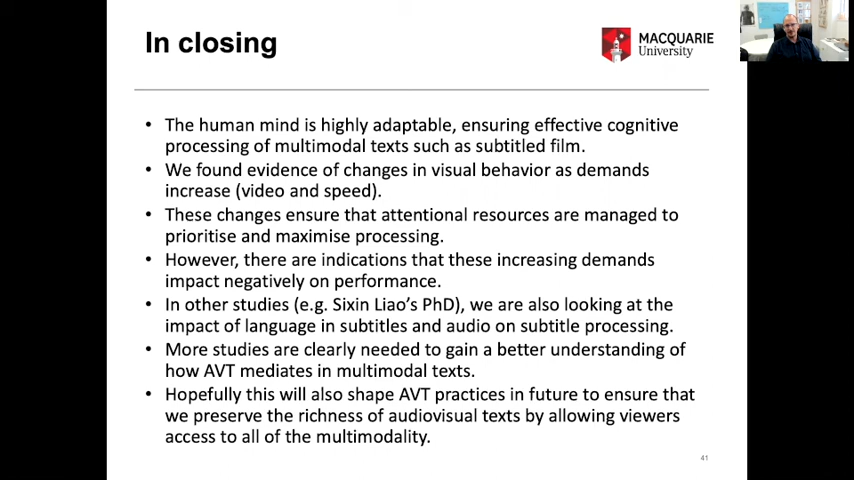 In closing
MACQUARIE
University
• The human mind is highly adaptable, ensuring effective cognitive
processing of multimodal texts such as subtitled film.
• We found evidence of changes in visual behavior as demands
increase (video and speed).
• These changes ensure that attentional resources are managed to
prioritise and maximise processing.
• However, there are indications that these increasing demands
impact negatively on performance.
• In other studies (e.g. Sixin Liao's PhD), we are also looking at the
impact of language in subtitles and audio on subtitle processing.
• More studies are clearly needed to gain a better understanding of
how AVT mediates in multimodal texts.
• Hopefully this will also shape AVT practices in future to ensure that
we preserve the richness of audiovisual texts by allowing viewers
access to all of the multimodality.
41